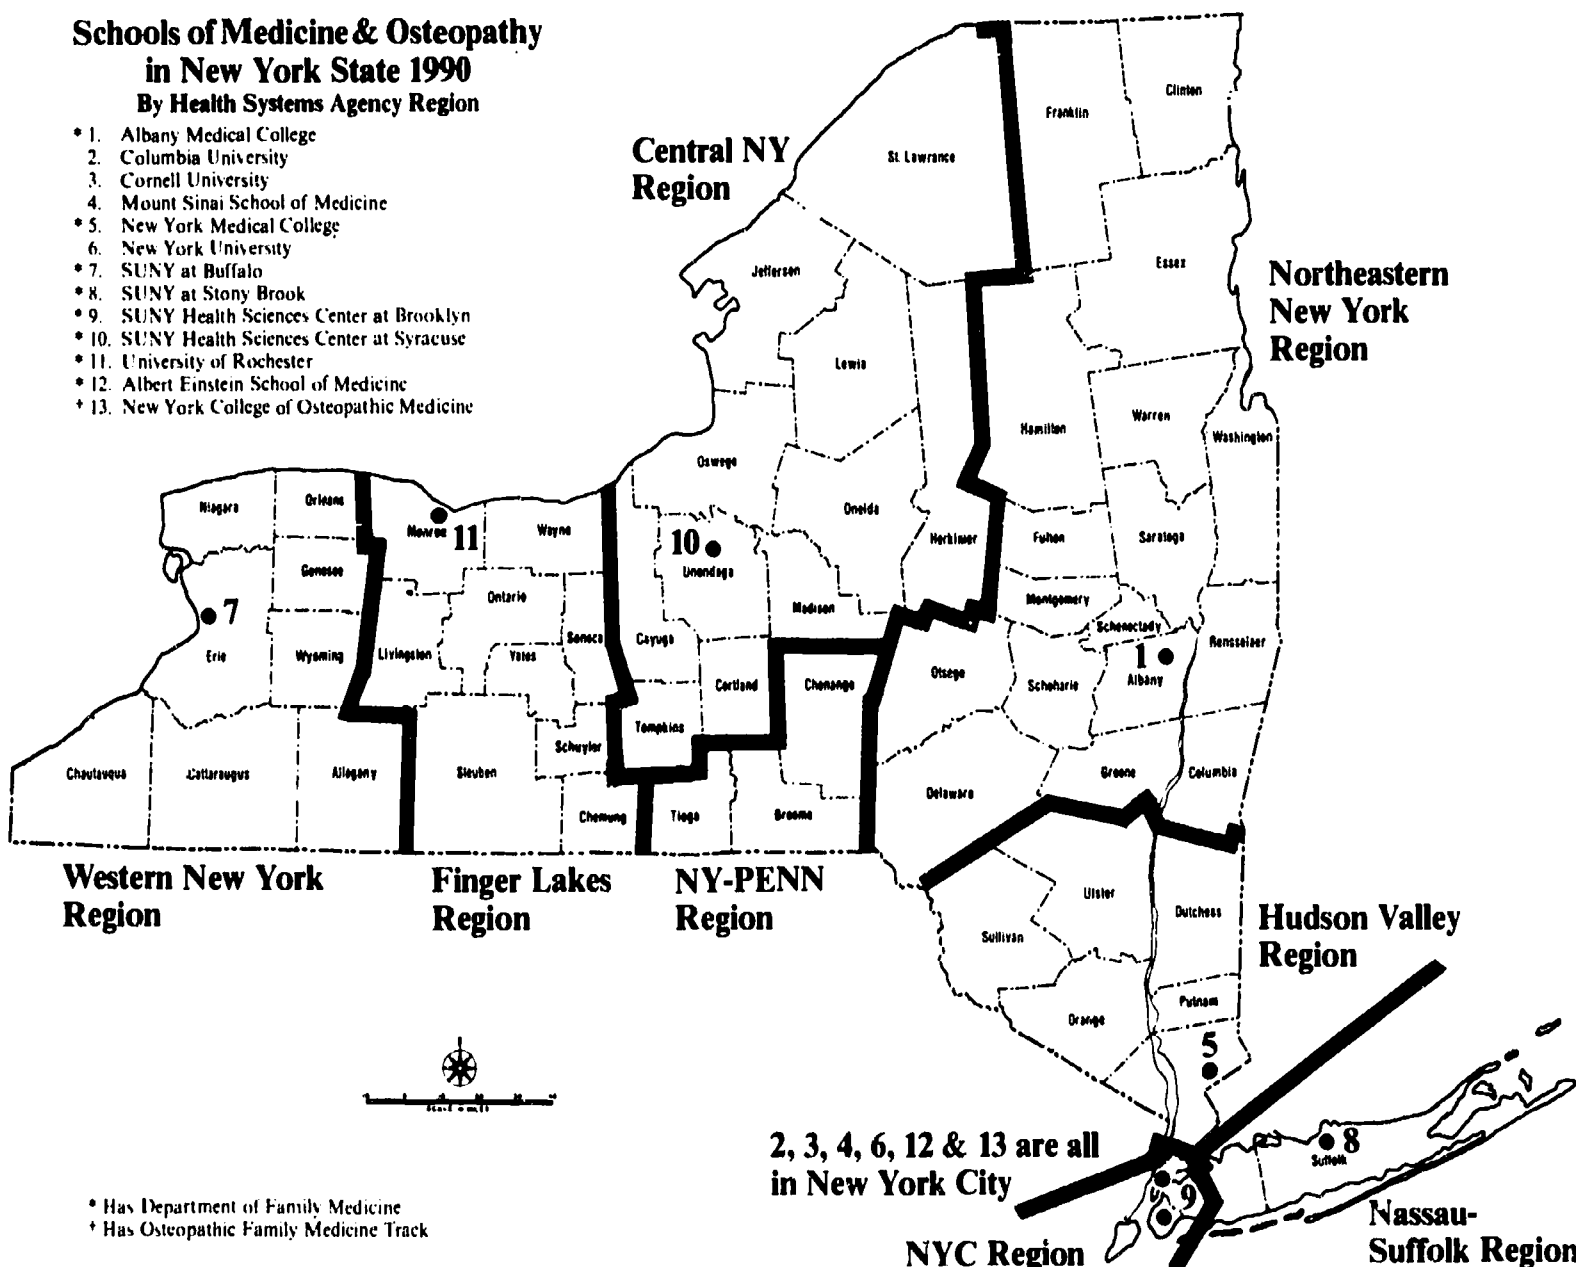 Schools of Medicine & Osteopathy
in New York State 1990
By Health Systems Agency Region
* 1. Albany Medical College
2. Columbia University
3. Cornell University
4. Mount Sinai School of Medicine
* 5. New York Medical College
6. New York University
* 7. SUNY at Buffalo
* 8. SUNY at Stony Brook
* 9. SUNY Health Sciences Center at Brooklyn
* 10. SUNY Health Sciences Center at Syracuse
* 11. University of Rochester
* 12. Albert Einstein School of Medicine
† 13. New York College of Osteopathic Medicine
Central NY
Region
St. Lawrance
Franklin
Clinton
Essex
Northeastern
New York
Region
Jefferson
Lewis
Hamilton
Warren
Washington
Oswego
Oneida
Herkimer
Fulton
Saratoga
Niagara
Orleans
Monroe
11
Wayne
10
Onondaga
Madison
Montgomery
Schenectady
Rensselaer
Genesee
Ontario
7
Erie
Wyoming
Livingston
Yates
Seneca
Cayuga
Cortland
Chenango
Otsego
Schoharie
1
Albany
Tompkins
Schuyler
Chautauqua
Cattaraugus
Allegany
Steuben
Chemung
Tioga
Broome
Delaware
Greene
Columbia
Western New York
Region
Finger Lakes
Region
NY-PENN
Region
Ulster
Dutchess
Sullivan
Hudson Valley
Region
Orange
Putnam
5
2, 3, 4, 6, 12 & 13 are all
in New York City
8
Suffolk
9
NYC Region
Nassau-
Suffolk Region
* Has Department of Family Medicine
† Has Osteopathic Family Medicine Track